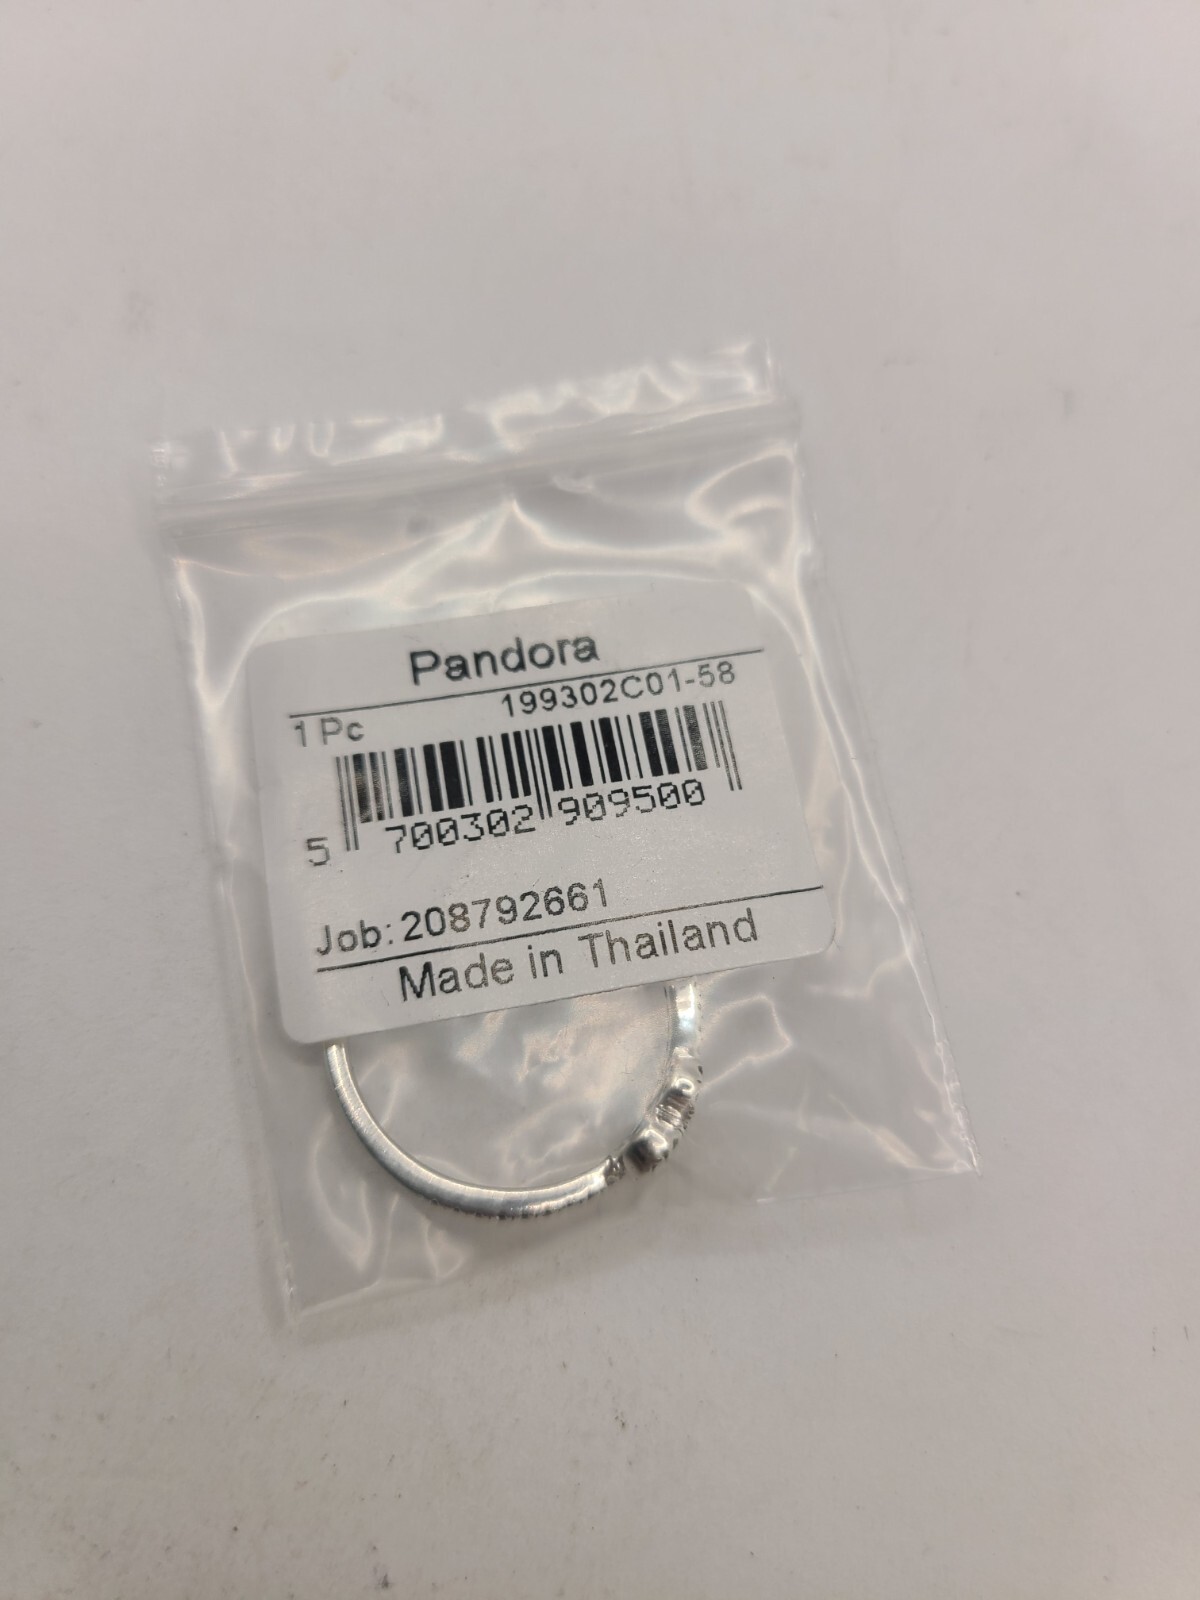 Pandora
1 Pc 199302C01-58
5 700302 909500
Job: 208792661
Made in Thailand